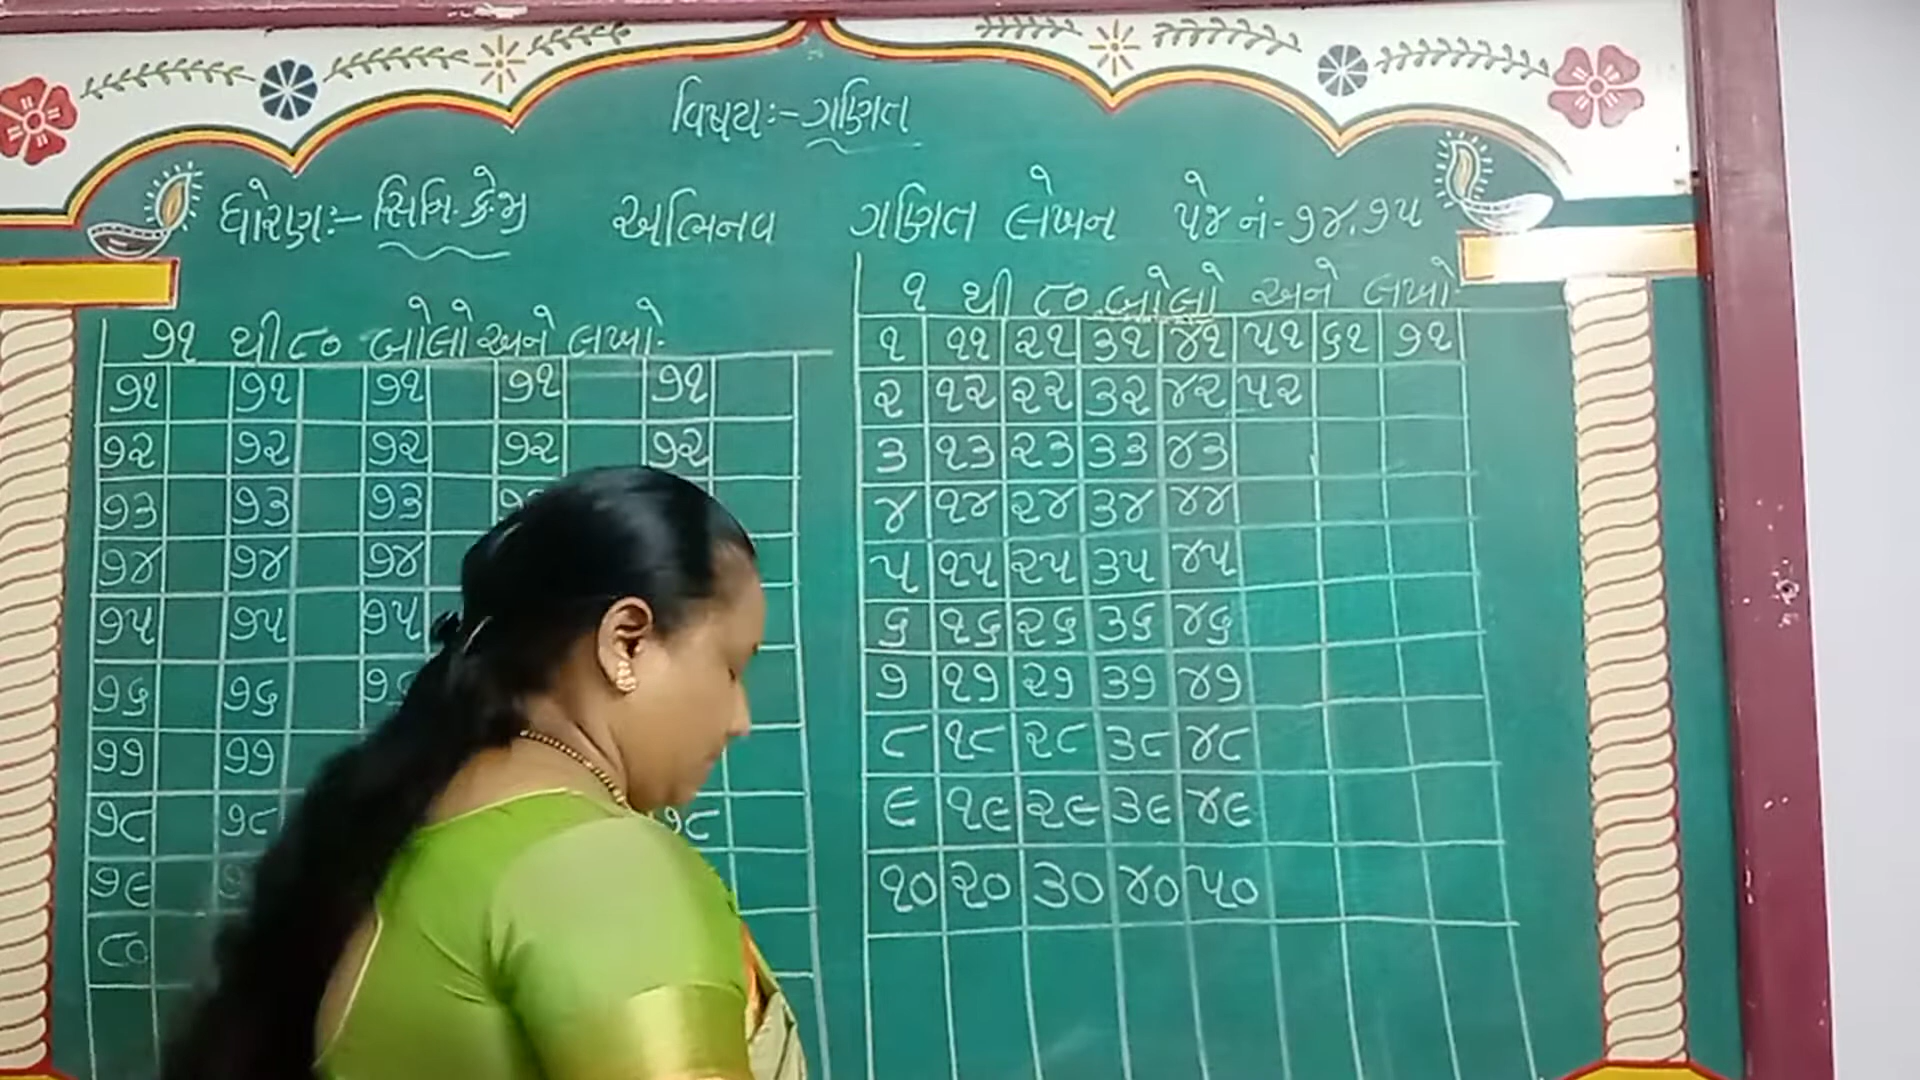 વિષય:- ગણિત
ધોરણ:- સિનિ.કે.જી અભિનવ ગણિત લેખન પેજ નં-૭૪,૭૫
૭૧ થી ૮૦ બોલો અને લખો.
૭૧ ૭૧ ૭૧ ૭૧ ૭૧
૭૨ ૭૨ ૭૨ ૭૨ ૭૨
૭૩ ૭૩ ૭૩
૭૪ ૭૪ ૭૪
૭૫ ૭૫ ૭૫
૭૬ ૭૬
૭૭ ૭૭
૭૮ ૭૮ ૭૮
૭૯
૮૦
૧ થી ૮૦ બોલો અને લખો.
૧ ૧૧ ૨૧ ૩૧ ૪૧ ૫૧ ૬૧ ૭૧
૨ ૧૨ ૨૨ ૩૨ ૪૨ ૫૨
૩ ૧૩ ૨૩ ૩૩ ૪૩
૪ ૧૪ ૨૪ ૩૪ ૪૪
૫ ૧૫ ૨૫ ૩૫ ૪૫
૬ ૧૬ ૨૬ ૩૬ ૪૬
૭ ૧૭ ૨૭ ૩૭ ૪૭
૮ ૧૮ ૨૮ ૩૮ ૪૮
૯ ૧૯ ૨૯ ૩૯ ૪૯
૧૦ ૨૦ ૩૦ ૪૦ ૫૦